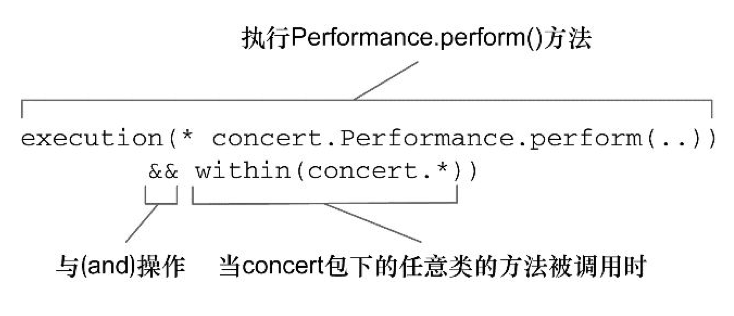 执行Performance.perform()方法
execution(* concert.Performance.perform(..))
&& within(concert.*))
与(and)操作 当concert包下的任意类的方法被调用时